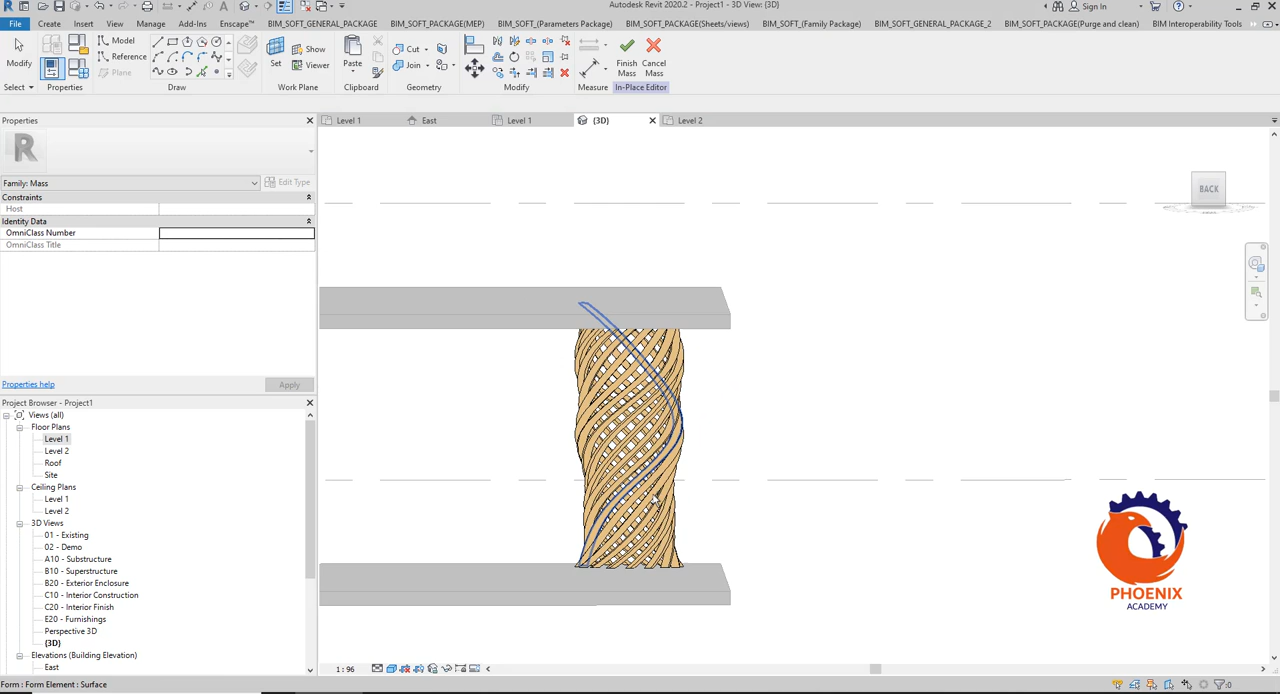 Autodesk Revit 2020.2 - Project1 - 3D View: {3D}
Sign In
File Create Insert View Manage Add-Ins Enscape™ BIM_SOFT_GENERAL_PACKAGE BIM_SOFT_PACKAGE(MEP) BIM_SOFT_(Parameters Package) BIM_SOFT_PACKAGE(Sheets/views) BIM_SOFT_(Family Package) BIM_SOFT_GENERAL_PACKAGE_2 BIM_SOFT_PACKAGE(Purge and clean) BIM Interoperability Tools
Model
Reference
Plane
Show
Viewer
Cut
Join
Modify
Set
Paste
Finish
Mass
Cancel
Mass
Select
Properties
Draw
Work Plane
Clipboard
Geometry
Modify
Measure
In-Place Editor
Properties
Level 1
East
Level 1
{3D}
Level 2
Family: Mass
Edit Type
Constraints
Host
Identity Data
OmniClass Number
OmniClass Title
BACK
Properties help
Apply
Project Browser - Project1
Views (all)
Floor Plans
Level 1
Level 2
Roof
Site
Ceiling Plans
Level 1
Level 2
3D Views
01 - Existing
02 - Demo
A10 - Substructure
B10 - Superstructure
B20 - Exterior Enclosure
C10 - Interior Construction
C20 - Interior Finish
E20 - Furnishings
Perspective 3D
{3D}
Elevations (Building Elevation)
East
PHOENIX
ACADEMY
1 : 96
Form : Form Element : Surface
:0